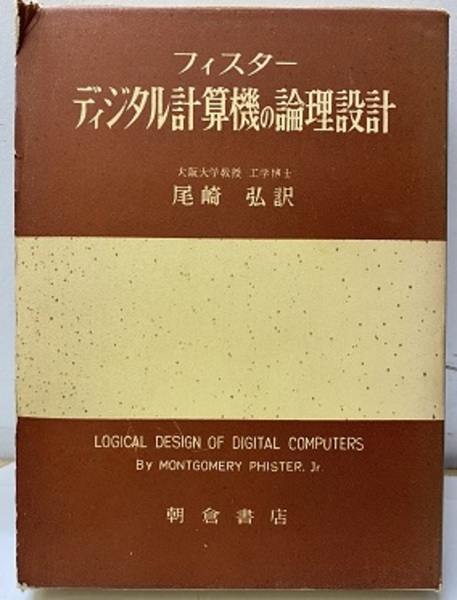 フィスター
ディジタル計算機の論理設計
大阪大学教授 工学博士
尾崎 弘訳
LOGICAL DESIGN OF DIGITAL COMPUTERS
By MONTGOMERY PHISTER, Jr.
朝倉書店